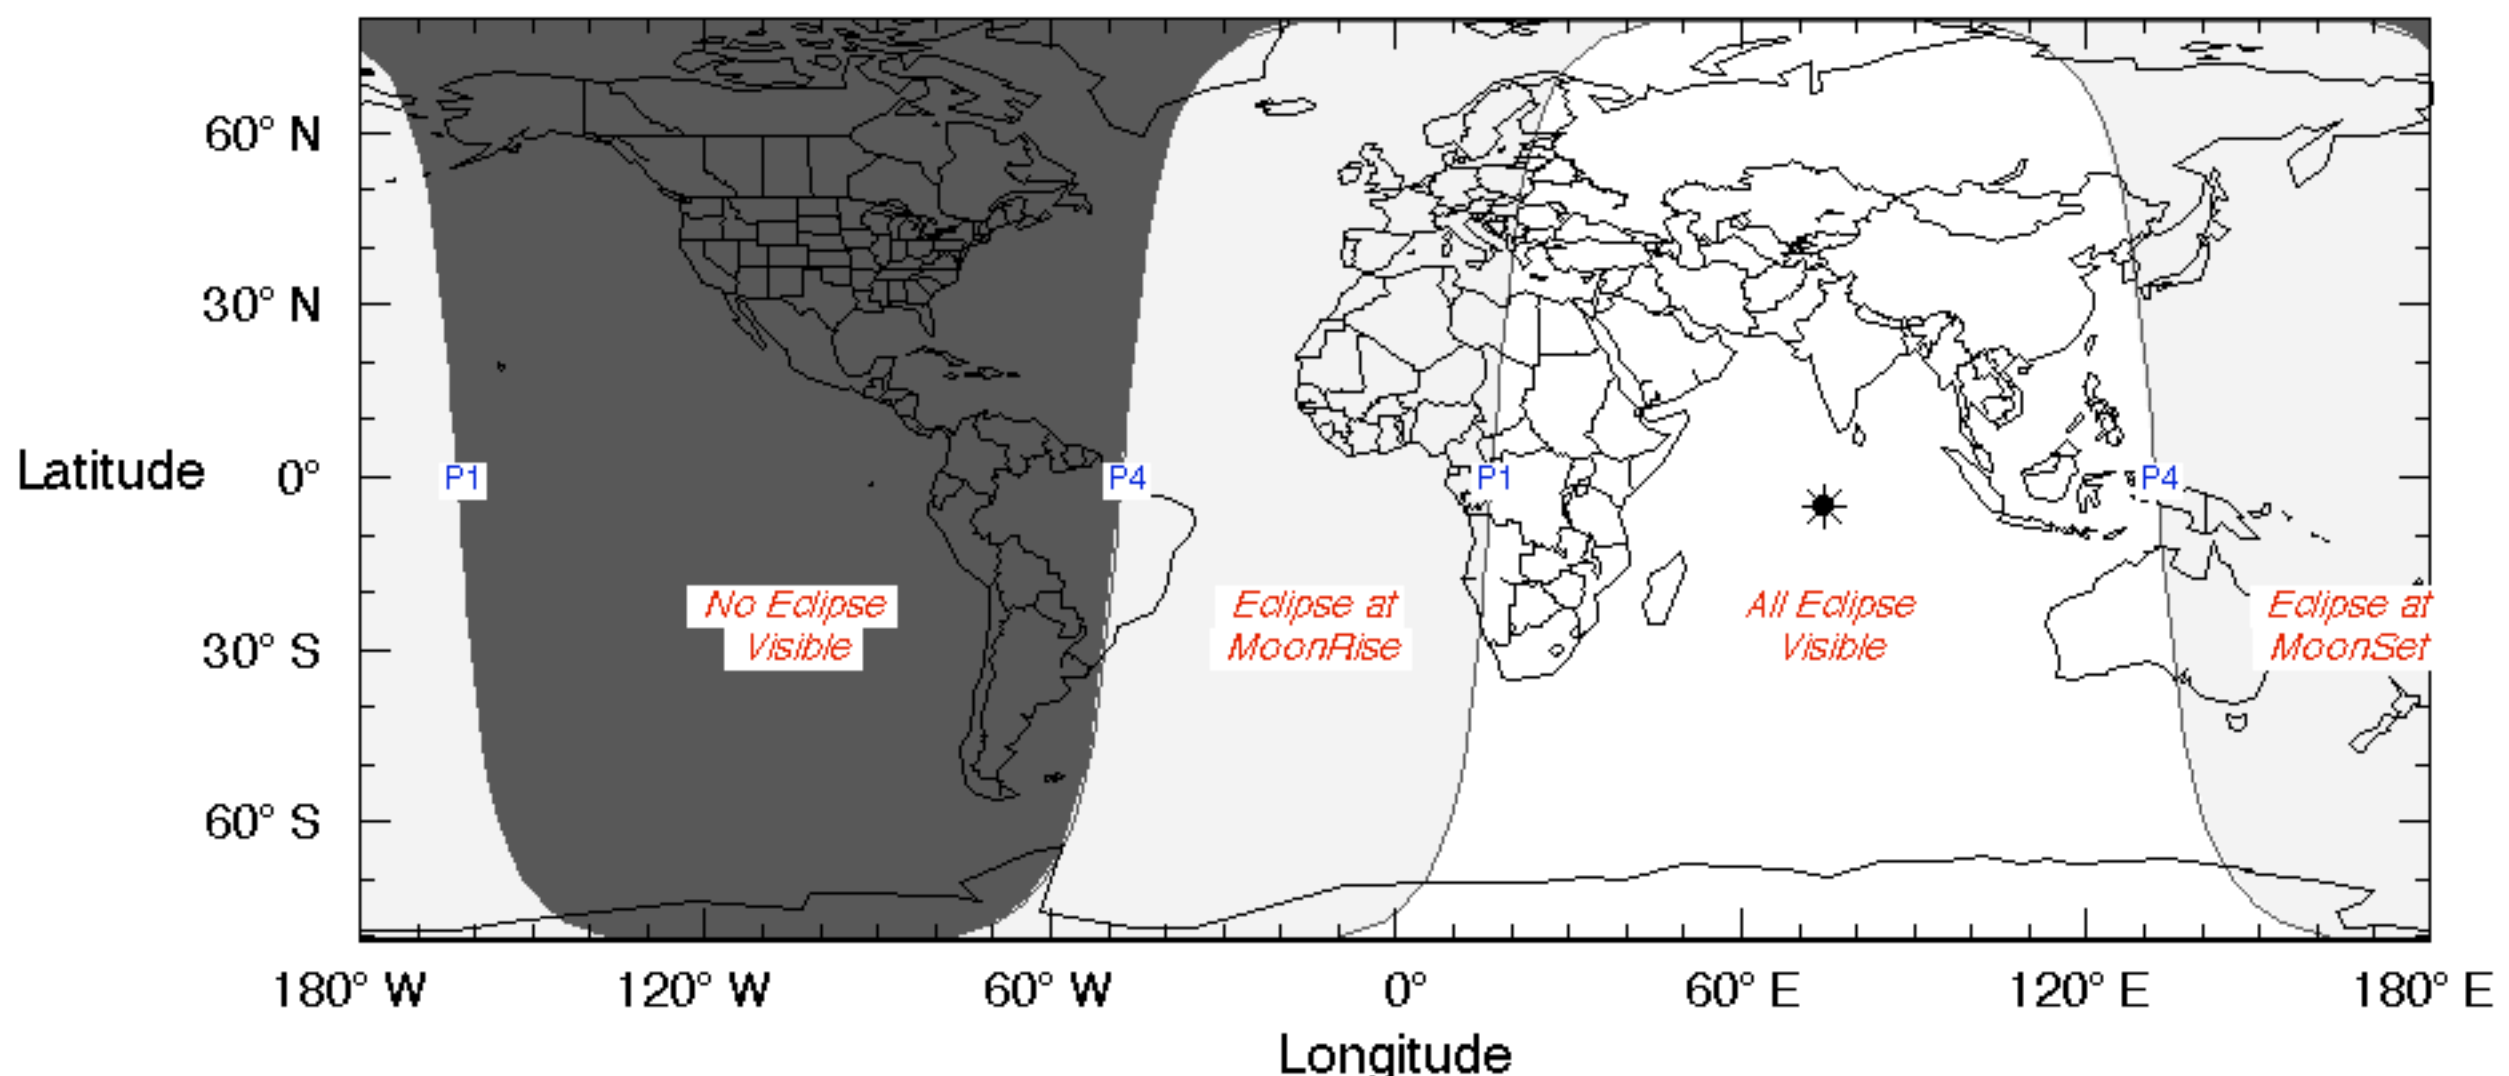 60° N
30° N
Latitude 0°
30° S
60° S
P1 P4 P1 P4
No Eclipse
Visible
Eclipse at
MoonRise
All Eclipse
Visible
Eclipse at
MoonSet
180° W 120° W 60° W 0° 60° E 120° E 180° E
Longitude